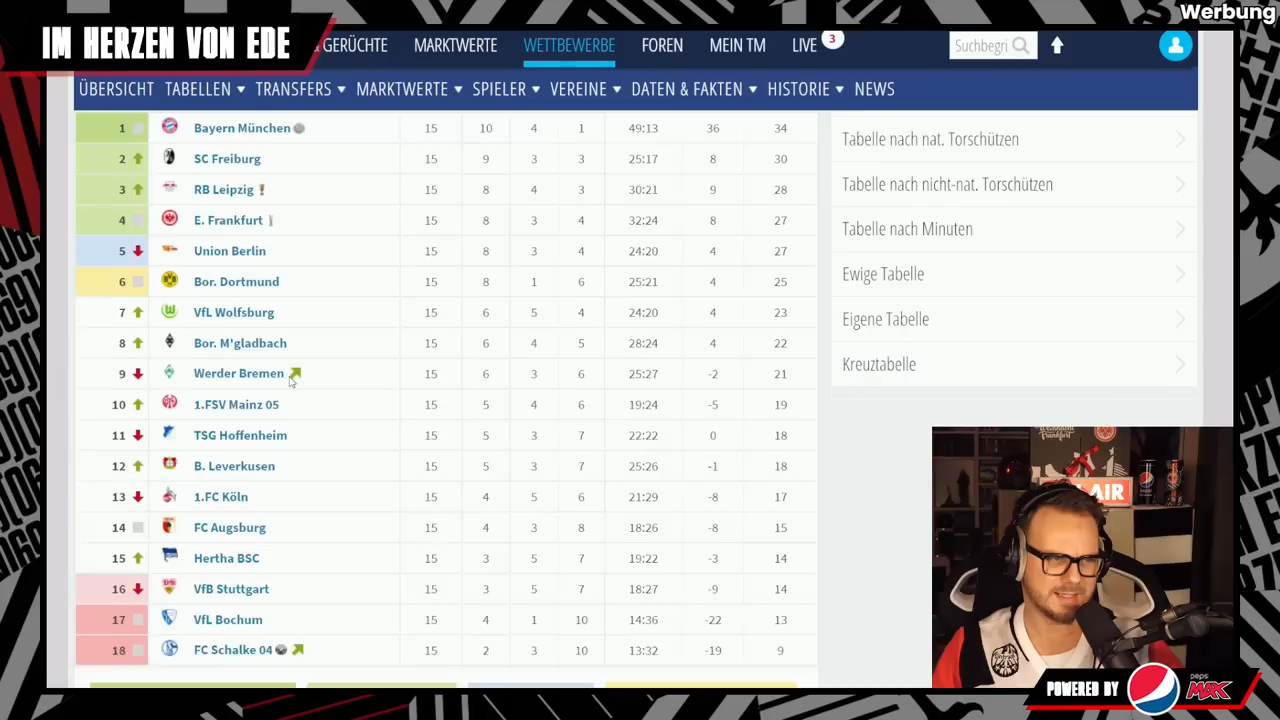 Werbung
IM HERZEN VON EDE
& GERÜCHTE MARKTWERTE WETTBEWERBE FOREN MEIN TM LIVE 3 Suchbegri
ÜBERSICHT TABELLEN TRANSFERS MARKTWERTE SPIELER VEREINE DATEN & FAKTEN HISTORIE NEWS
1 Bayern München 15 10 4 1 49:13 36 34
2 SC Freiburg 15 9 3 3 25:17 8 30
3 RB Leipzig 15 8 4 3 30:21 9 28
4 E. Frankfurt 15 8 3 4 32:24 8 27
5 Union Berlin 15 8 3 4 24:20 4 27
6 Bor. Dortmund 15 8 1 6 25:21 4 25
7 VfL Wolfsburg 15 6 5 4 24:20 4 23
8 Bor. M'gladbach 15 6 4 5 28:24 4 22
9 Werder Bremen 15 6 3 6 25:27 -2 21
10 1.FSV Mainz 05 15 5 4 6 19:24 -5 19
11 TSG Hoffenheim 15 5 3 7 22:22 0 18
12 B. Leverkusen 15 5 3 7 25:26 -1 18
13 1.FC Köln 15 4 5 6 21:29 -8 17
14 FC Augsburg 15 4 3 8 18:26 -8 15
15 Hertha BSC 15 3 5 7 19:22 -3 14
16 VfB Stuttgart 15 3 5 7 18:27 -9 14
17 VfL Bochum 15 4 1 10 14:36 -22 13
18 FC Schalke 04 15 2 3 10 13:32 -19 9
Tabelle nach nat. Torschützen
Tabelle nach nicht-nat. Torschützen
Tabelle nach Minuten
Ewige Tabelle
Eigene Tabelle
Kreuztabelle
AIR
POWERED BY
pepsi
MAX